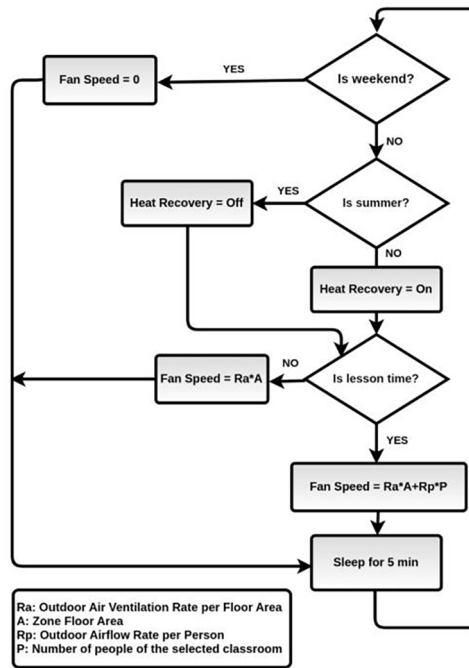 Is weekend?
YES
Fan Speed = 0
NO
Is summer?
YES
Heat Recovery = Off
NO
Heat Recovery = On
Is lesson time?
NO
Fan Speed = Ra*A
YES
Fan Speed = Ra*A+Rp*P
Sleep for 5 min
Ra: Outdoor Air Ventilation Rate per Floor Area
A: Zone Floor Area
Rp: Outdoor Airflow Rate per Person
P: Number of people of the selected classroom